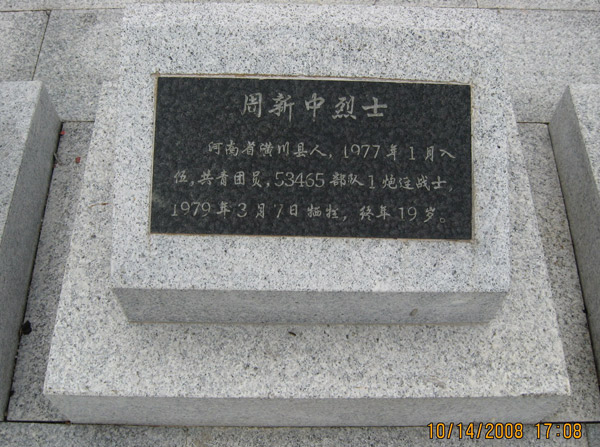 周新中烈士
河南省潢川县人，1977年1月入
伍，共青团员，53465部队1炮连战士，
1979年3月7日牺牲，终年19岁。
10/14/2008 17:08